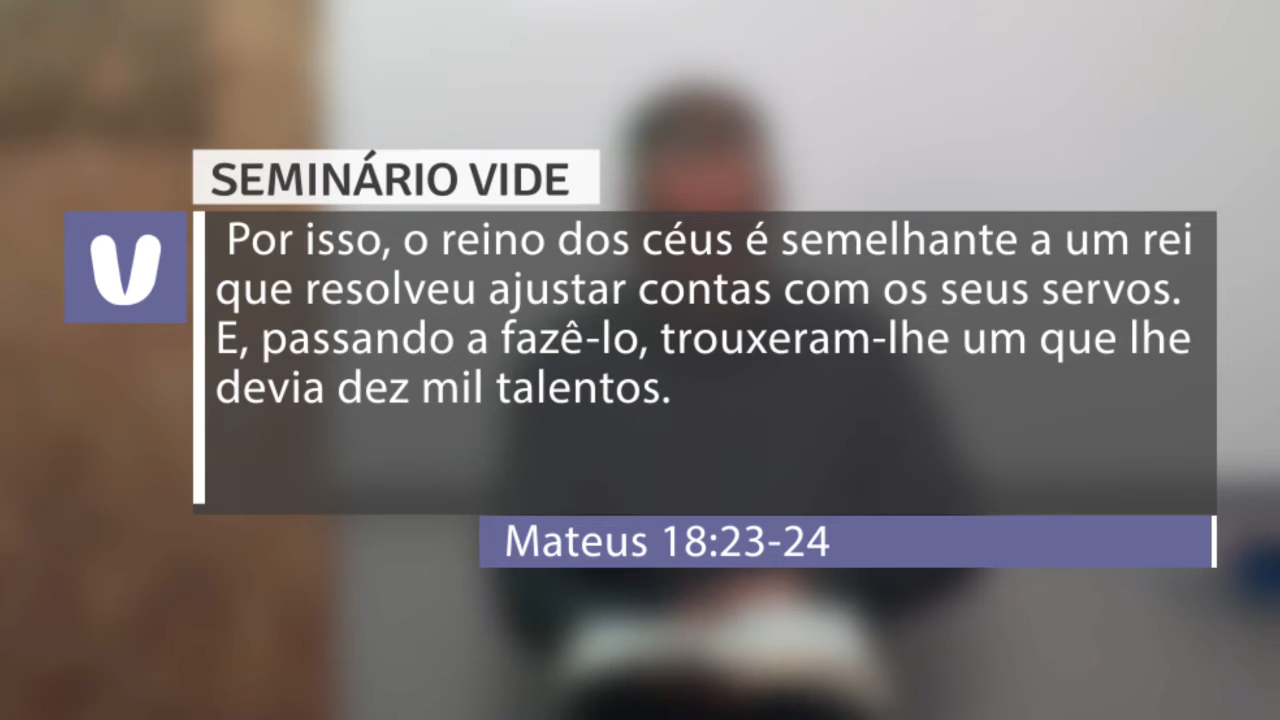 SEMINÁRIO VIDE
Por isso, o reino dos céus é semelhante a um rei
que resolveu ajustar contas com os seus servos.
E, passando a fazê-lo, trouxeram-lhe um que lhe
devia dez mil talentos.
Mateus 18:23-24